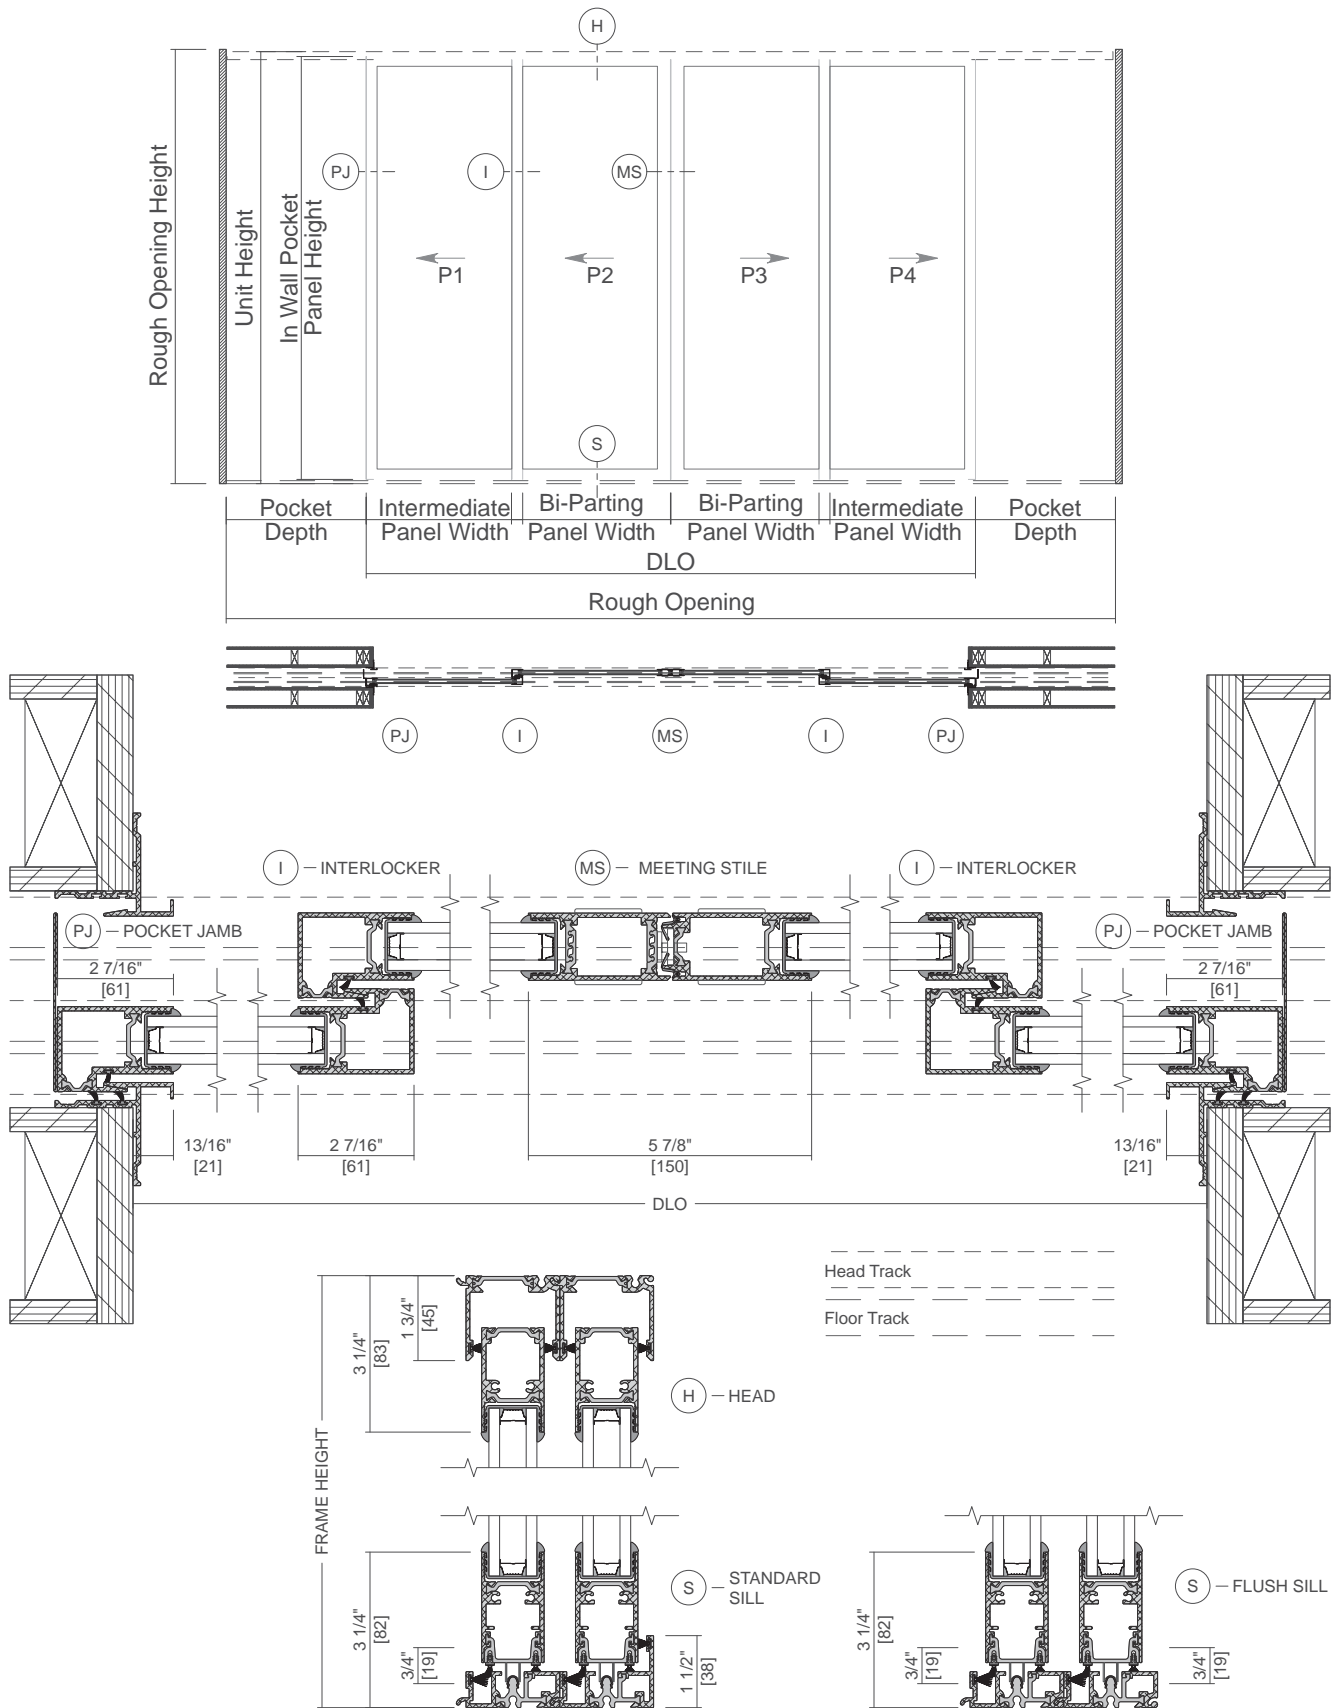 H
Rough Opening Height
Unit Height
In Wall Pocket
Panel Height
PJ
I
MS
P1
P2
P3
P4
S
Pocket
Depth
Intermediate
Panel Width
Bi-Parting
Panel Width
Bi-Parting
Panel Width
Intermediate
Panel Width
Pocket
Depth
DLO
Rough Opening
PJ
I
MS
I
PJ
I – INTERLOCKER
MS – MEETING STILE
I – INTERLOCKER
PJ – POCKET JAMB
PJ – POCKET JAMB
2 7/16"
[61]
2 7/16"
[61]
13/16"
[21]
2 7/16"
[61]
5 7/8"
[150]
13/16"
[21]
DLO
Head Track
Floor Track
FRAME HEIGHT
3 1/4"
[83]
1 3/4"
[45]
H – HEAD
3 1/4"
[82]
3/4"
[19]
S – STANDARD
SILL
1 1/2"
[38]
3 1/4"
[82]
3/4"
[19]
3/4"
[19]
S – FLUSH SILL